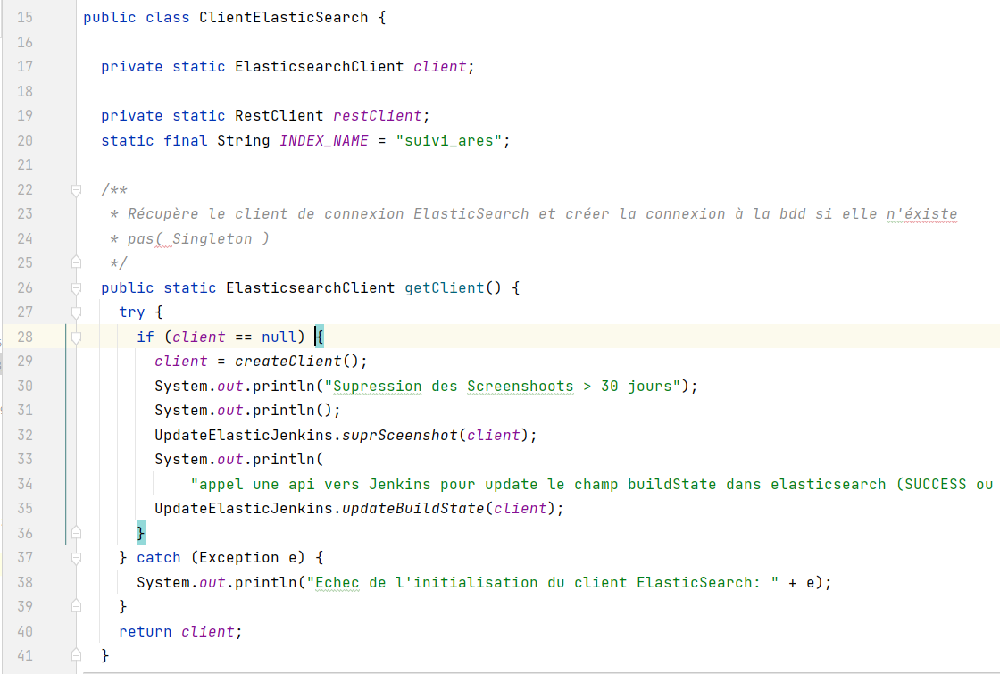 15 public class ClientElasticSearch {
16
17 private static ElasticsearchClient client;
18
19 private static RestClient restClient;
20 static final String INDEX_NAME = "suivi_ares";
21
22 /**
23 * Récupère le client de connexion ElasticSearch et créer la connexion à la bdd si elle n'éxiste
24 * pas( Singleton )
25 */
26 public static ElasticsearchClient getClient() {
27 try {
28 if (client == null) {
29 client = createClient();
30 System.out.println("Supression des Screenshoots > 30 jours");
31 System.out.println();
32 UpdateElasticJenkins.suprSceenshot(client);
33 System.out.println(
34 "appel une api vers Jenkins pour update le champ buildState dans elasticsearch (SUCCESS ou
35 UpdateElasticJenkins.updateBuildState(client);
36 }
37 } catch (Exception e) {
38 System.out.println("Echec de l'initialisation du client ElasticSearch: " + e);
39 }
40 return client;
41 }